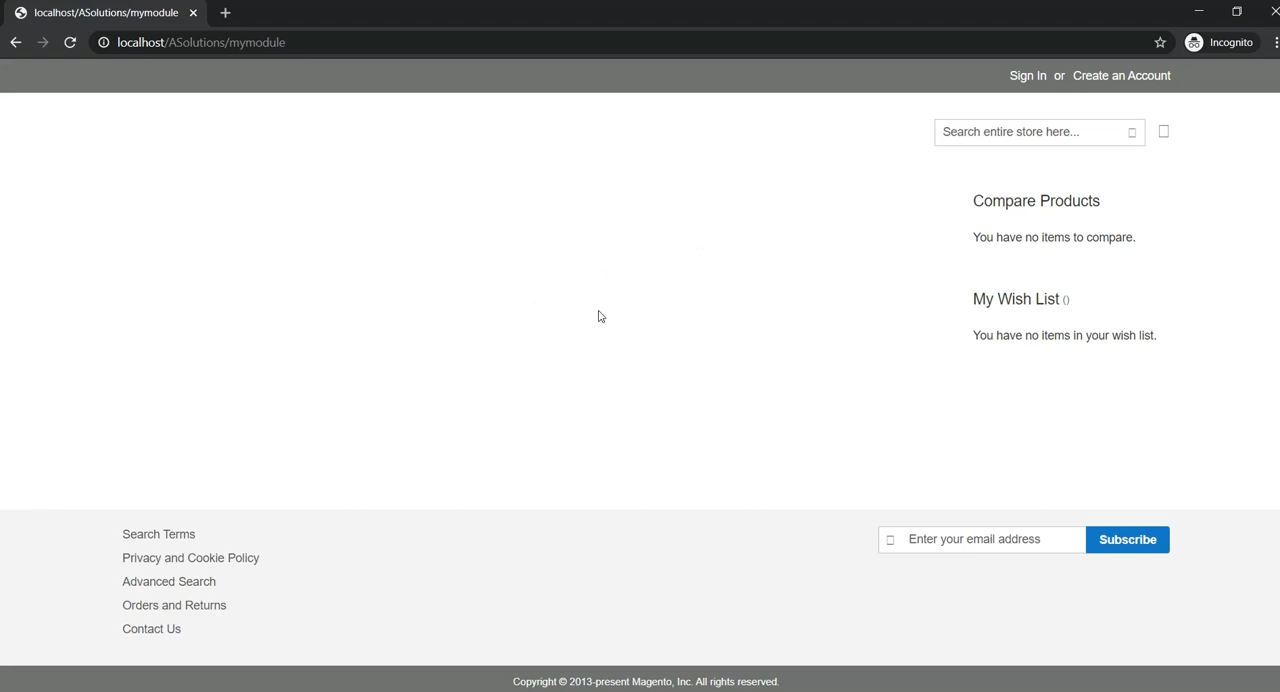 localhost/ASolutions/mymodule
localhost/ASolutions/mymodule
Incognito
Sign In or Create an Account
Search entire store here...
Compare Products
You have no items to compare.
My Wish List ()
You have no items in your wish list.
Search Terms
Privacy and Cookie Policy
Advanced Search
Orders and Returns
Contact Us
Enter your email address
Subscribe
Copyright © 2013-present Magento, Inc. All rights reserved.